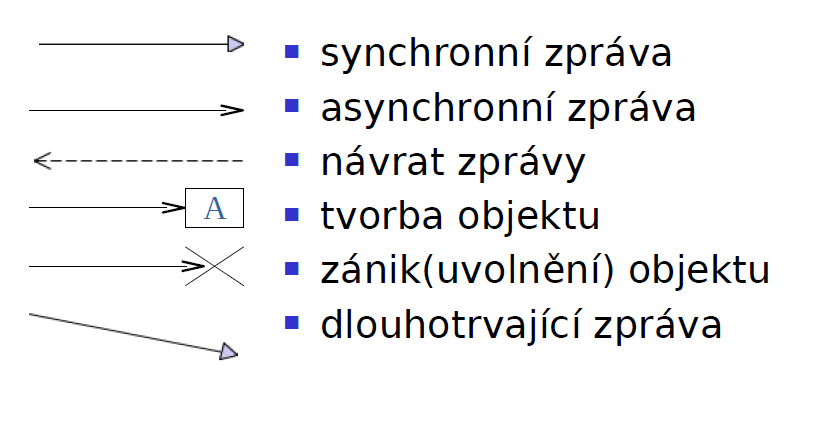 synchronní zpráva
asynchronní zpráva
návrat zprávy
A
tvorba objektu
zánik(uvolnění) objektu
dlouhotrvající zpráva